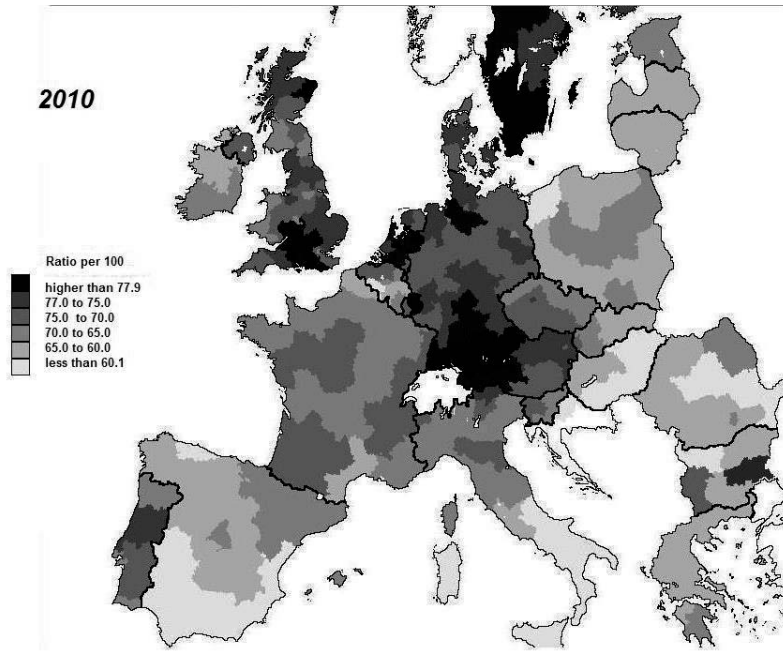 2010
Ratio per 100
higher than 77.9
77.0 to 75.0
75.0 to 70.0
70.0 to 65.0
65.0 to 60.0
less than 60.1